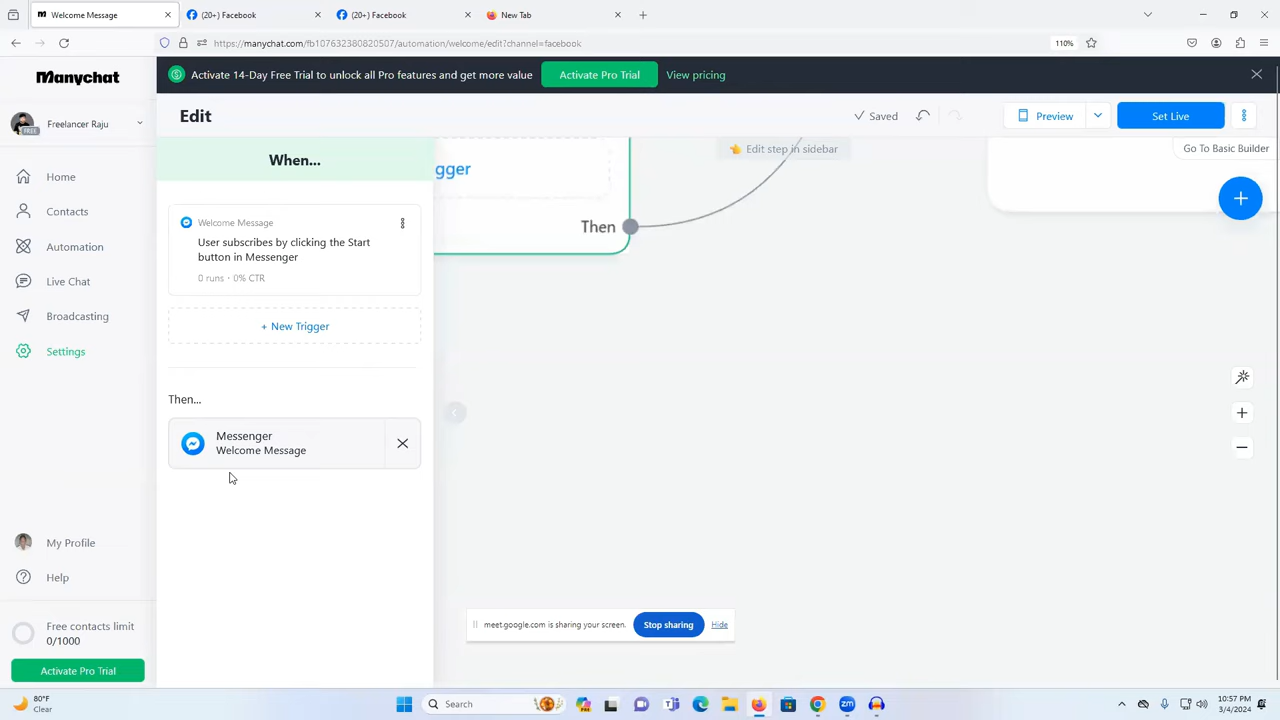 Welcome Message
(20+) Facebook
(20+) Facebook
New Tab
https://manychat.com/fb107632380820507/automation/welcome/edit?channel=facebook
110%
Manychat
Activate 14-Day Free Trial to unlock all Pro features and get more value
Activate Pro Trial
View pricing
Freelancer Raju
FREE
Edit
Saved
Preview
Set Live
Home
Contacts
Automation
Live Chat
Broadcasting
Settings
My Profile
Help
Free contacts limit
0/1000
Activate Pro Trial
When...
Welcome Message
User subscribes by clicking the Start
button in Messenger
0 runs • 0% CTR
+ New Trigger
Then...
Messenger
Welcome Message
gger
Then
Edit step in sidebar
Go To Basic Builder
meet.google.com is sharing your screen.
Stop sharing
Hide
80°F
Clear
Search
10:57 PM
3/4/2024